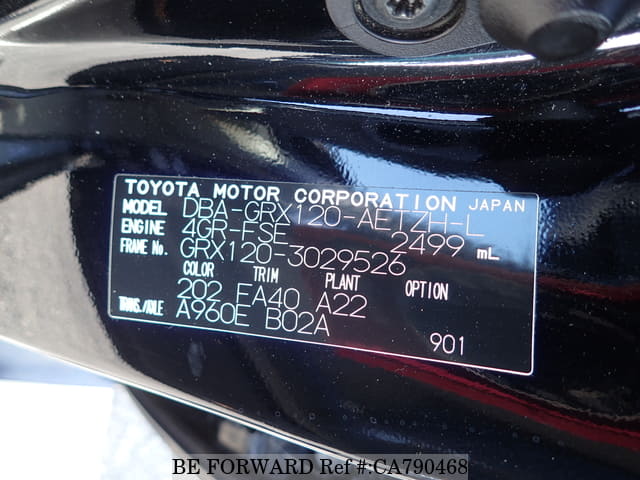 TOYOTA MOTOR CORPORATION JAPAN
MODEL DBA-GRX120-AETZH-L
ENGINE 4GR-FSE 2499 mL
FRAME No. GRX120-3029526
COLOR TRIM PLANT OPTION
202 FA40 A22
TRANS./AXLE A960E B02A
901
BE FORWARD Ref #:CA790468